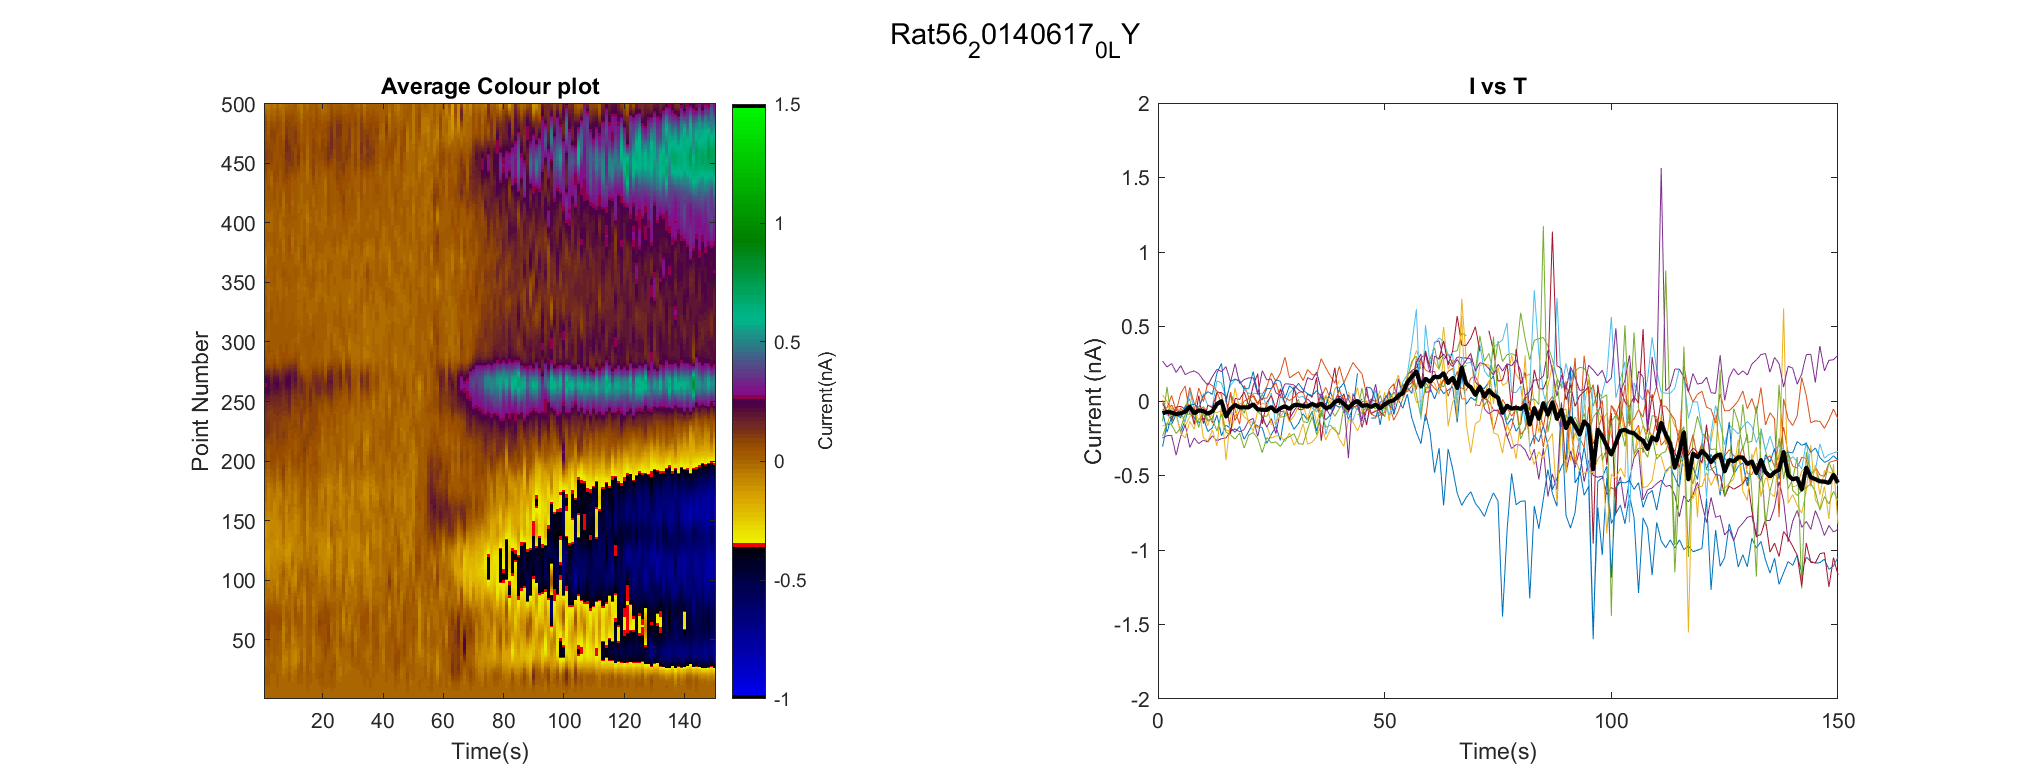 Rat56₂0140617₀LY
Average Colour plot
500
450
400
350
300
250
200
150
100
50
Point Number
20 40 60 80 100 120 140
Time(s)
1.5
1
0.5
0
-0.5
-1
Current(nA)
I vs T
2
1.5
1
0.5
0
-0.5
-1
-1.5
-2
Current (nA)
0 50 100 150
Time(s)